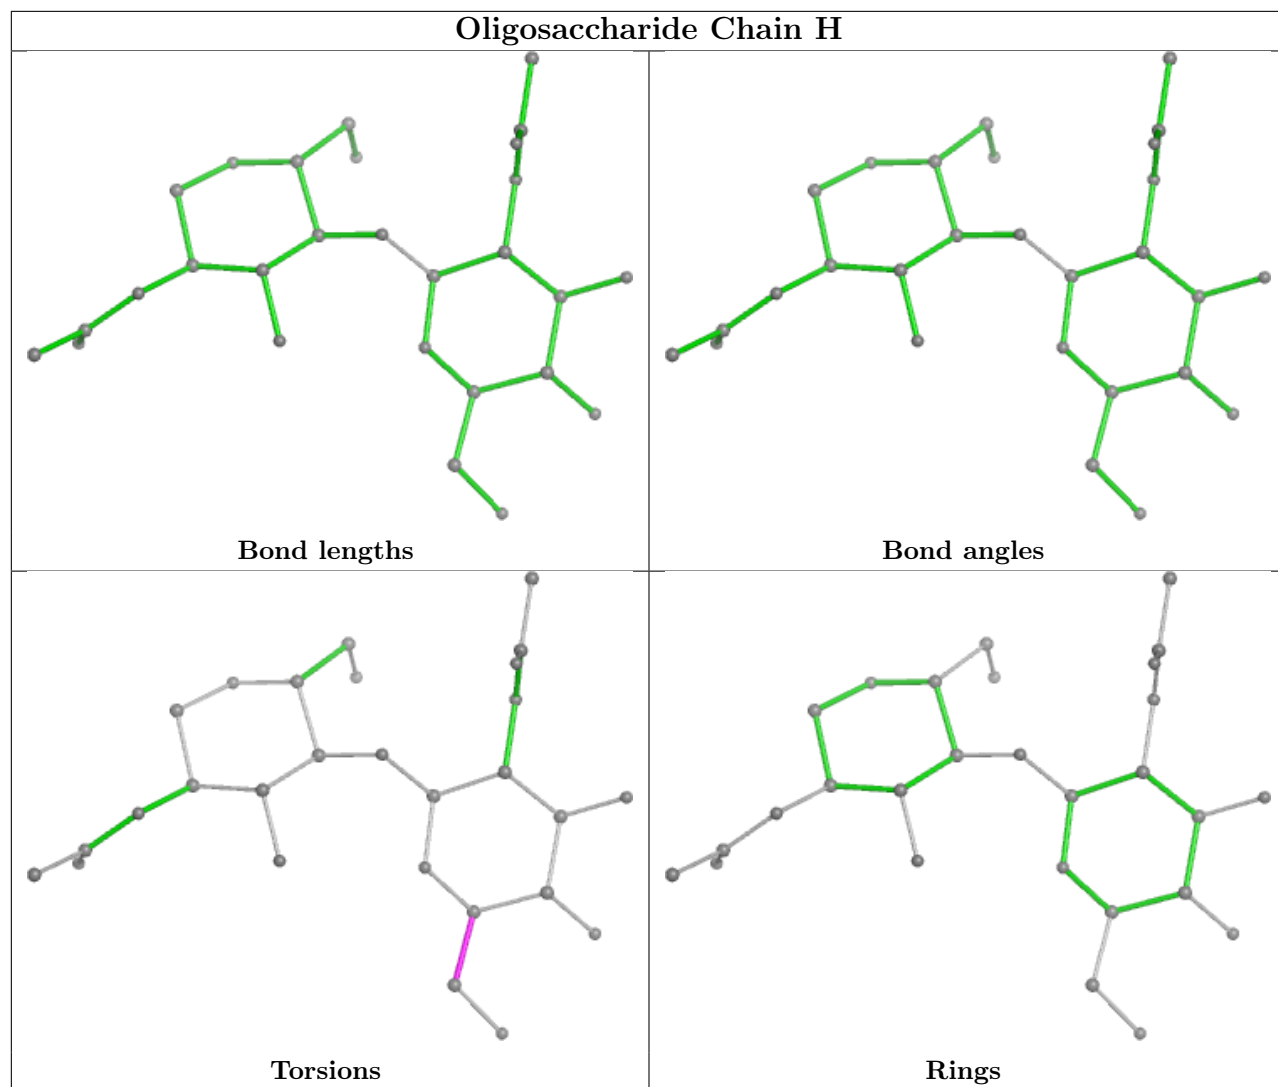 Oligosaccharide Chain H
Bond lengths
Bond angles
Torsions
Rings